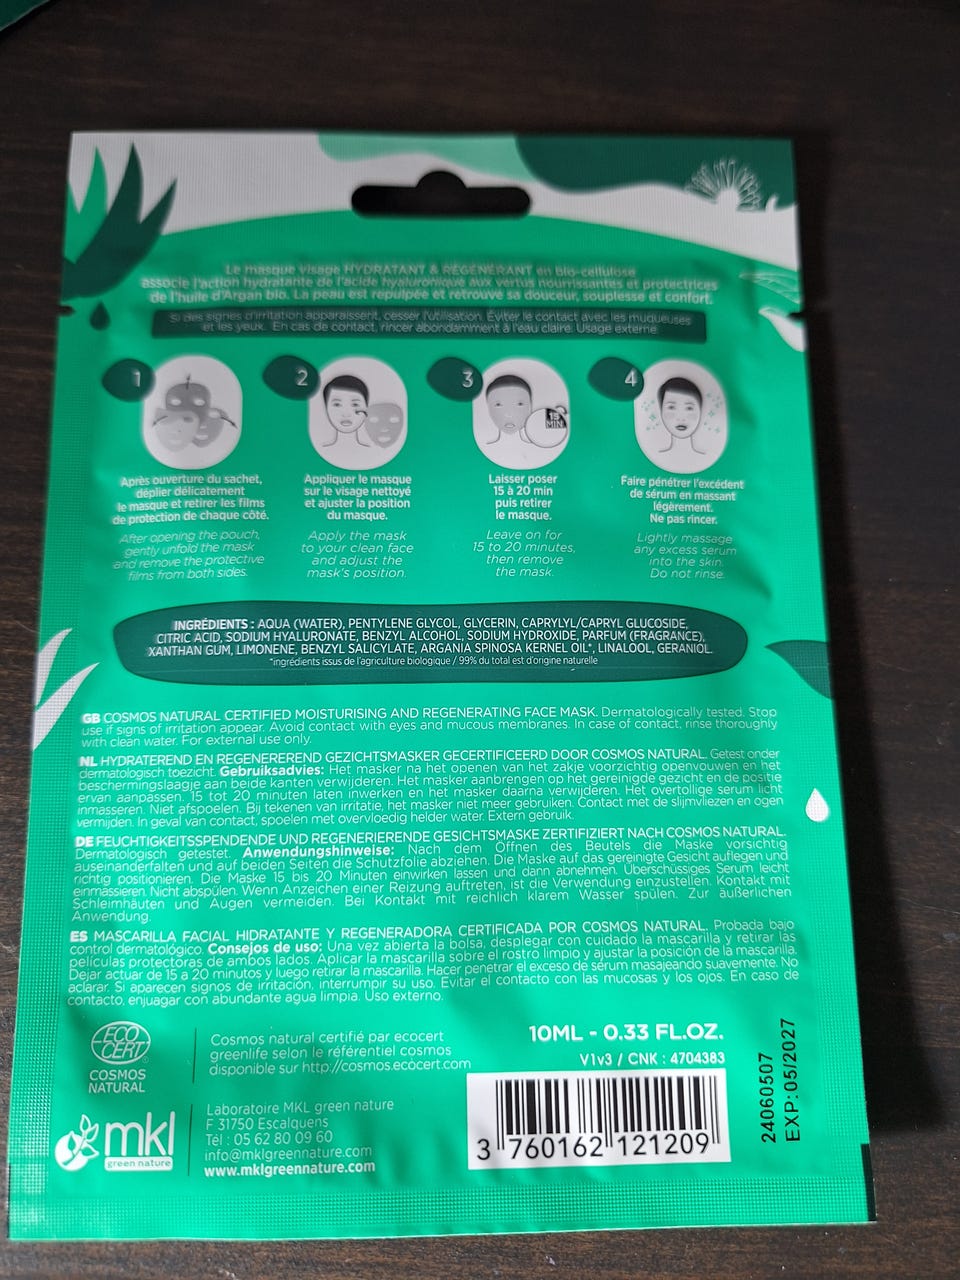 Le masque visage HYDRATANT & RÉGÉNÉRANT en bio-cellulose
associe l'action hydratante de l'acide hyaluronique aux vertus nourrissantes et protectrices
de l'huile d'Argan bio. La peau est repulpée et retrouve sa douceur, souplesse et confort.
Si des signes d'irritation apparaissent, cesser l'utilisation. Éviter le contact avec les muqueuses
et les yeux. En cas de contact, rincer abondamment à l'eau claire. Usage externe
1
Après ouverture du sachet,
déplier délicatement
le masque et retirer les films
de protection de chaque côté.
After opening the pouch,
gently unfold the mask
and remove the protective
films from both sides.
2
Appliquer le masque
sur le visage nettoyé
et ajuster la position
du masque.
Apply the mask
to your clean face
and adjust the
mask's position.
3
15
MIN
Laisser poser
15 à 20 min
puis retirer
le masque.
Leave on for
15 to 20 minutes,
then remove
the mask.
4
Faire pénétrer l'excédent
de sérum en massant
légèrement.
Ne pas rincer.
Lightly massage
any excess serum
into the skin.
Do not rinse.
INGRÉDIENTS : AQUA (WATER), PENTYLENE GLYCOL, GLYCERIN, CAPRYLYL/CAPRYL GLUCOSIDE,
CITRIC ACID, SODIUM HYALURONATE, BENZYL ALCOHOL, SODIUM HYDROXIDE, PARFUM (FRAGRANCE),
XANTHAN GUM, LIMONENE, BENZYL SALICYLATE, ARGANIA SPINOSA KERNEL OIL*, LINALOOL, GERANIOL.
*ingrédients issus de l'agriculture biologique / 99% du total est d'origine naturelle
GB COSMOS NATURAL CERTIFIED MOISTURISING AND REGENERATING FACE MASK. Dermatologically tested. Stop
use if signs of irritation appear. Avoid contact with eyes and mucous membranes. In case of contact, rinse thoroughly
with clean water. For external use only.
NL HYDRATEREND EN REGENEREREND GEZICHTSMASKER GECERTIFICEERD DOOR COSMOS NATURAL. Getest onder
dermatologisch toezicht. Gebruiksadvies: Het masker na het openen van het zakje voorzichtig openvouwen en het
beschermingslaagje aan beide kanten verwijderen. Het masker aanbrengen op het gereinigde gezicht en de positie
ervan aanpassen. 15 tot 20 minuten laten inwerken en het masker daarna verwijderen. Het overtollige serum licht
inmasseren. Niet afspoelen. Bij tekenen van irritatie, het masker niet meer gebruiken. Contact met de slijmvliezen en ogen
vermijden. In geval van contact, spoelen met overvloedig helder water. Extern gebruik.
DE FEUCHTIGKEITSSPENDENDE UND REGENERIERENDE GESICHTSMASKE ZERTIFIZIERT NACH COSMOS NATURAL.
Dermatologisch getestet. Anwendungshinweise: Nach dem Öffnen des Beutels die Maske vorsichtig
auseinanderfalten und auf beiden Seiten die Schutzfolie abziehen. Die Maske auf das gereinigte Gesicht auflegen und
richtig positionieren. Die Maske 15 bis 20 Minuten einwirken lassen und dann abnehmen. Überschüssiges Serum leicht
einmassieren. Nicht abspülen. Wenn Anzeichen einer Reizung auftreten, ist die Verwendung einzustellen. Kontakt mit
Schleimhäuten und Augen vermeiden. Bei Kontakt mit reichlich klarem Wasser spülen. Zur äußerlichen
Anwendung.
ES MASCARILLA FACIAL HIDRATANTE Y REGENERADORA CERTIFICADA POR COSMOS NATURAL. Probada bajo
control dermatológico. Consejos de uso: Una vez abierta la bolsa, desplegar con cuidado la mascarilla y retirar las
películas protectoras de ambos lados. Aplicar la mascarilla sobre el rostro limpio y ajustar la posición de la mascarilla.
Dejar actuar de 15 a 20 minutos y luego retirar la mascarilla. Hacer penetrar el exceso de sérum masajeando suavemente. No
aclarar. Si aparecen signos de irritación, interrumpir su uso. Evitar el contacto con las mucosas y los ojos. En caso de
contacto, enjuagar con abundante agua limpia. Uso externo.
ECO
CERT
COSMOS
NATURAL
Cosmos natural certifié par ecocert
greenlife selon le référentiel cosmos
disponible sur http://cosmos.ecocert.com
10ML - 0.33 FL.OZ.
V1v3 / CNK : 4704383
3 760162 121209
24060507
EXP:05/2027
mkl
green nature
Laboratoire MKL green nature
F 31750 Escalquens
Tél : 05 62 80 09 60
info@mklgreennature.com
www.mklgreennature.com